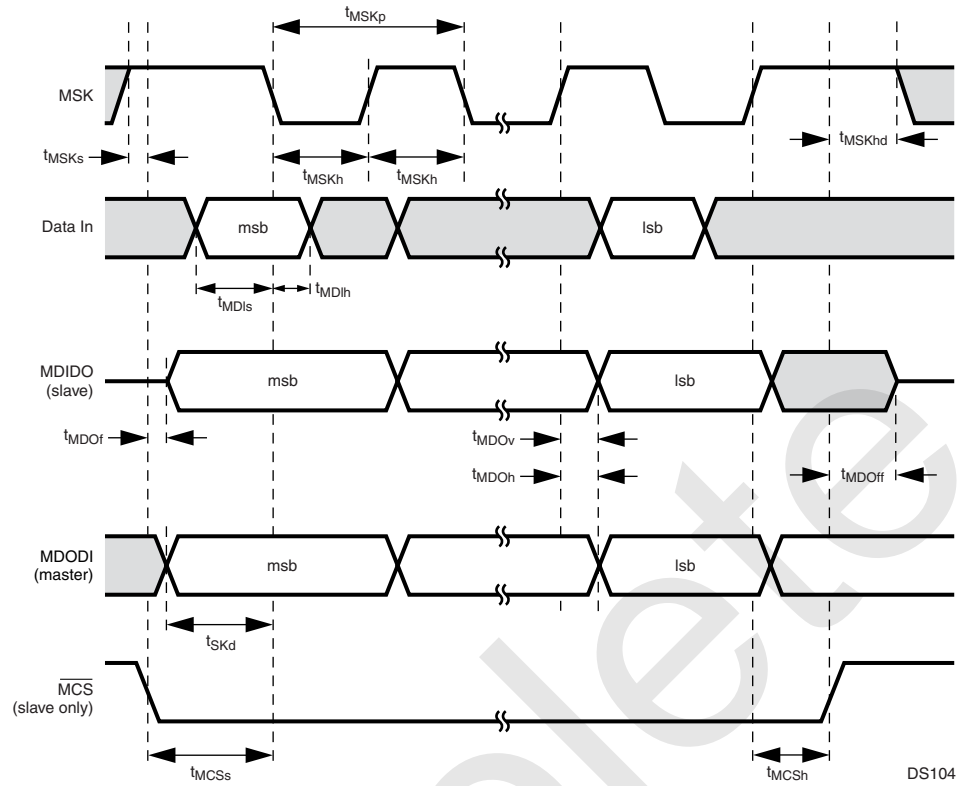 tMSKp
MSK
tMSKs
tMSKh
tMSKh
tMSKhd
Data In
msb
lsb
tMDIs
tMDIh
MDIDO
(slave)
msb
lsb
tMDOf
tMDOv
tMDOh
tMDOff
MDODI
(master)
msb
lsb
tSKd
MCS
(slave only)
tMCSs
tMCSh
DS104
olete